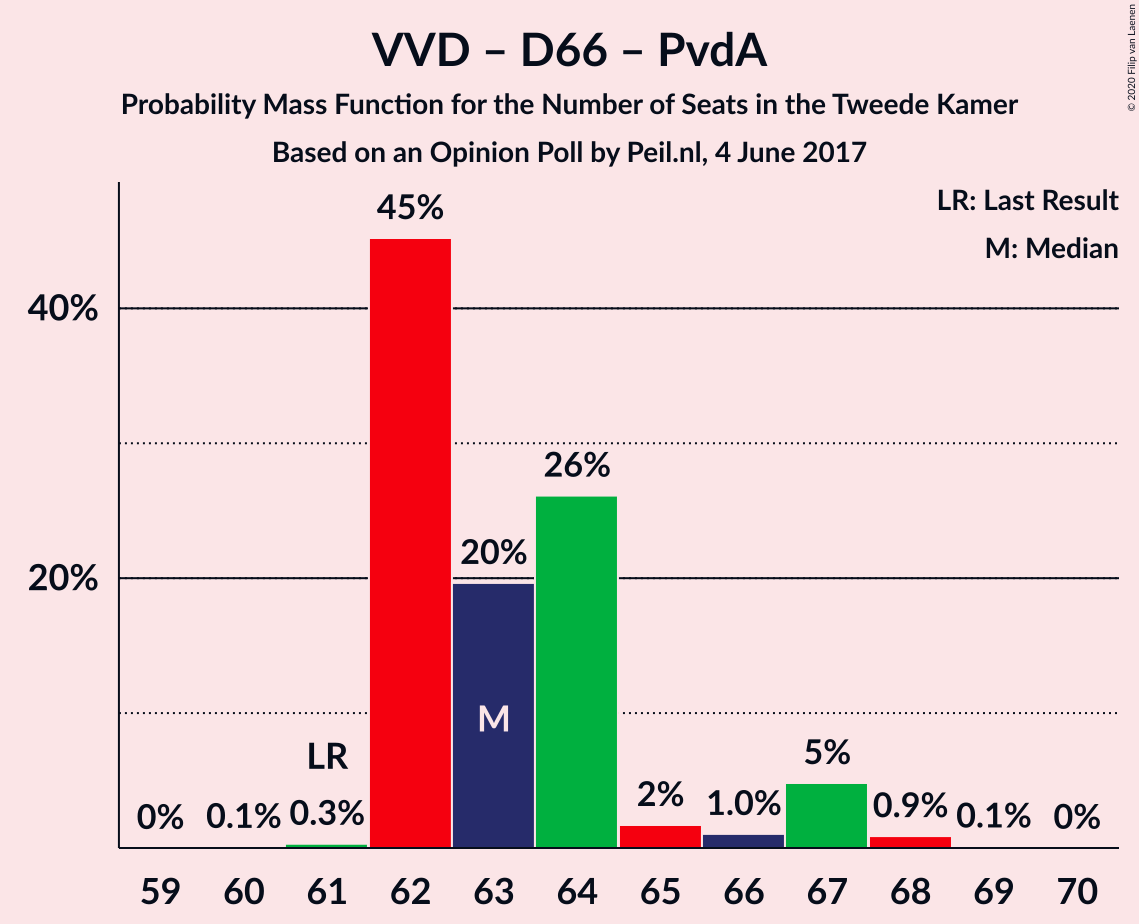 VVD – D66 – PvdA
Probability Mass Function for the Number of Seats in the Tweede Kamer
Based on an Opinion Poll by Peil.nl, 4 June 2017
© 2020 Filip van Laenen
LR: Last Result
M: Median
40%
20%
0%
0.1%
LR
0.3%
45%
20%
M
26%
2%
1.0%
5%
0.9%
0.1%
0%
59 60 61 62 63 64 65 66 67 68 69 70